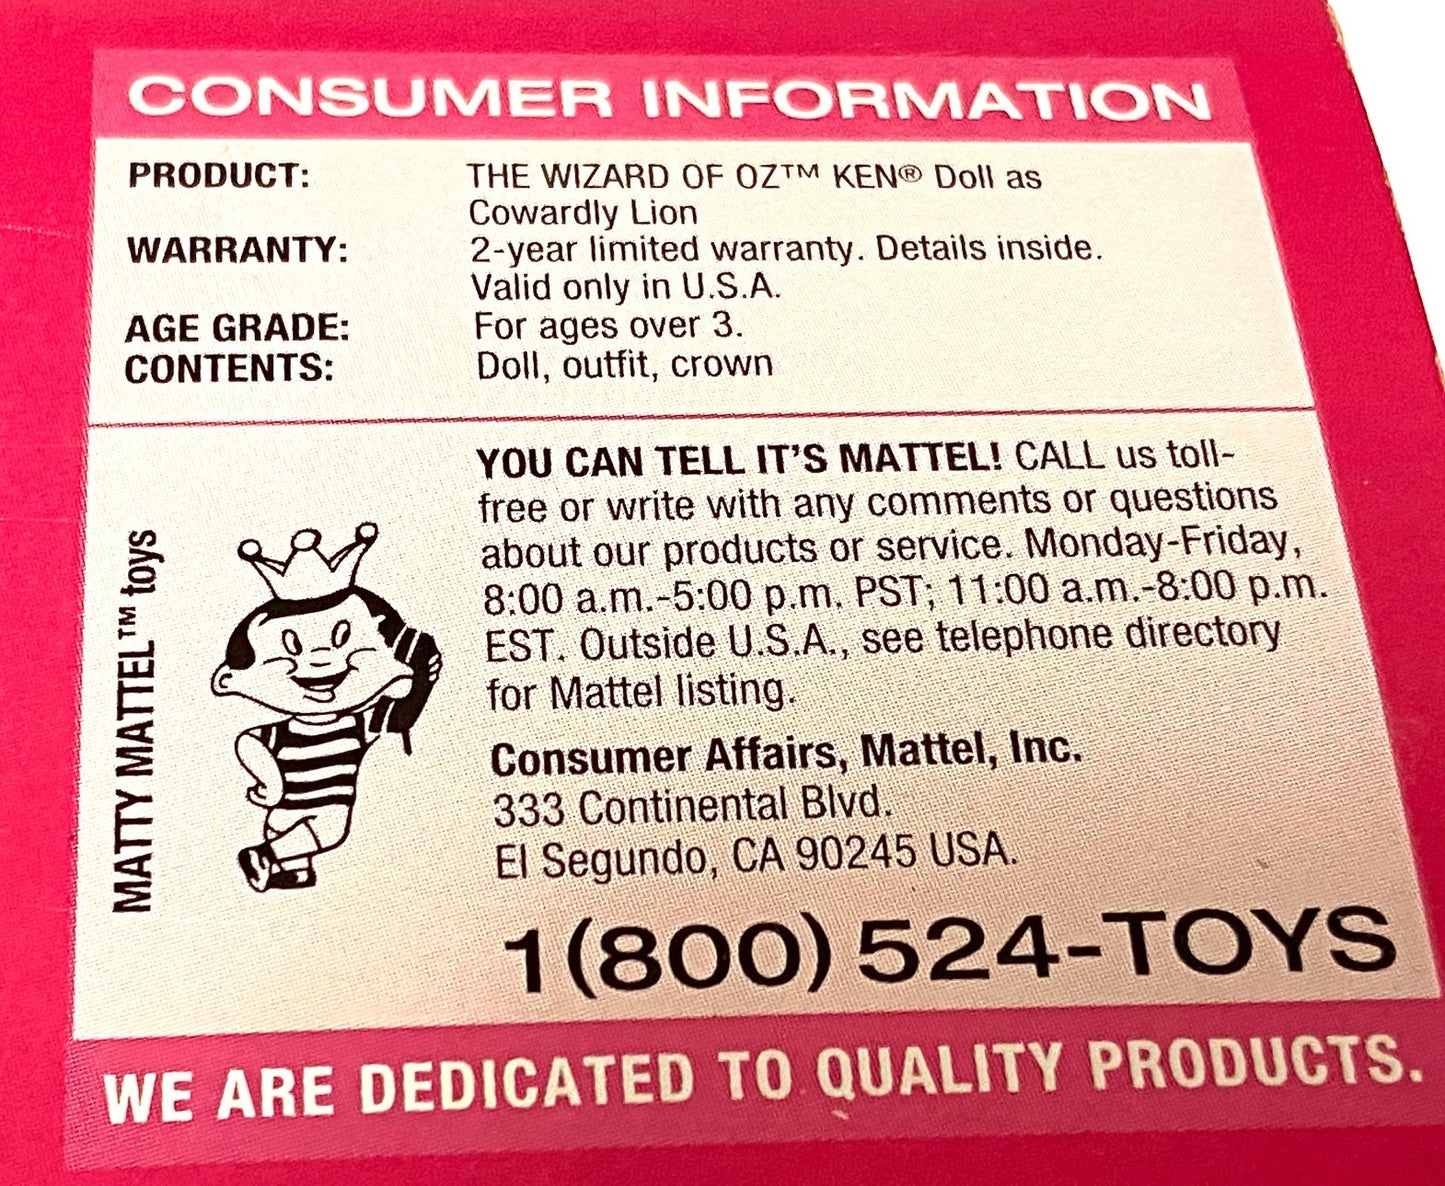 CONSUMER INFORMATION
PRODUCT: THE WIZARD OF OZ™ KEN® Doll as
Cowardly Lion
WARRANTY: 2-year limited warranty. Details inside.
Valid only in U.S.A.
AGE GRADE: For ages over 3.
CONTENTS: Doll, outfit, crown
MATTY MATTEL™ toys
YOU CAN TELL IT'S MATTEL! CALL us toll-
free or write with any comments or questions
about our products or service. Monday-Friday,
8:00 a.m.-5:00 p.m. PST; 11:00 a.m.-8:00 p.m.
EST. Outside U.S.A., see telephone directory
for Mattel listing.
Consumer Affairs, Mattel, Inc.
333 Continental Blvd.
El Segundo, CA 90245 USA.
1(800) 524-TOYS
WE ARE DEDICATED TO QUALITY PRODUCTS.